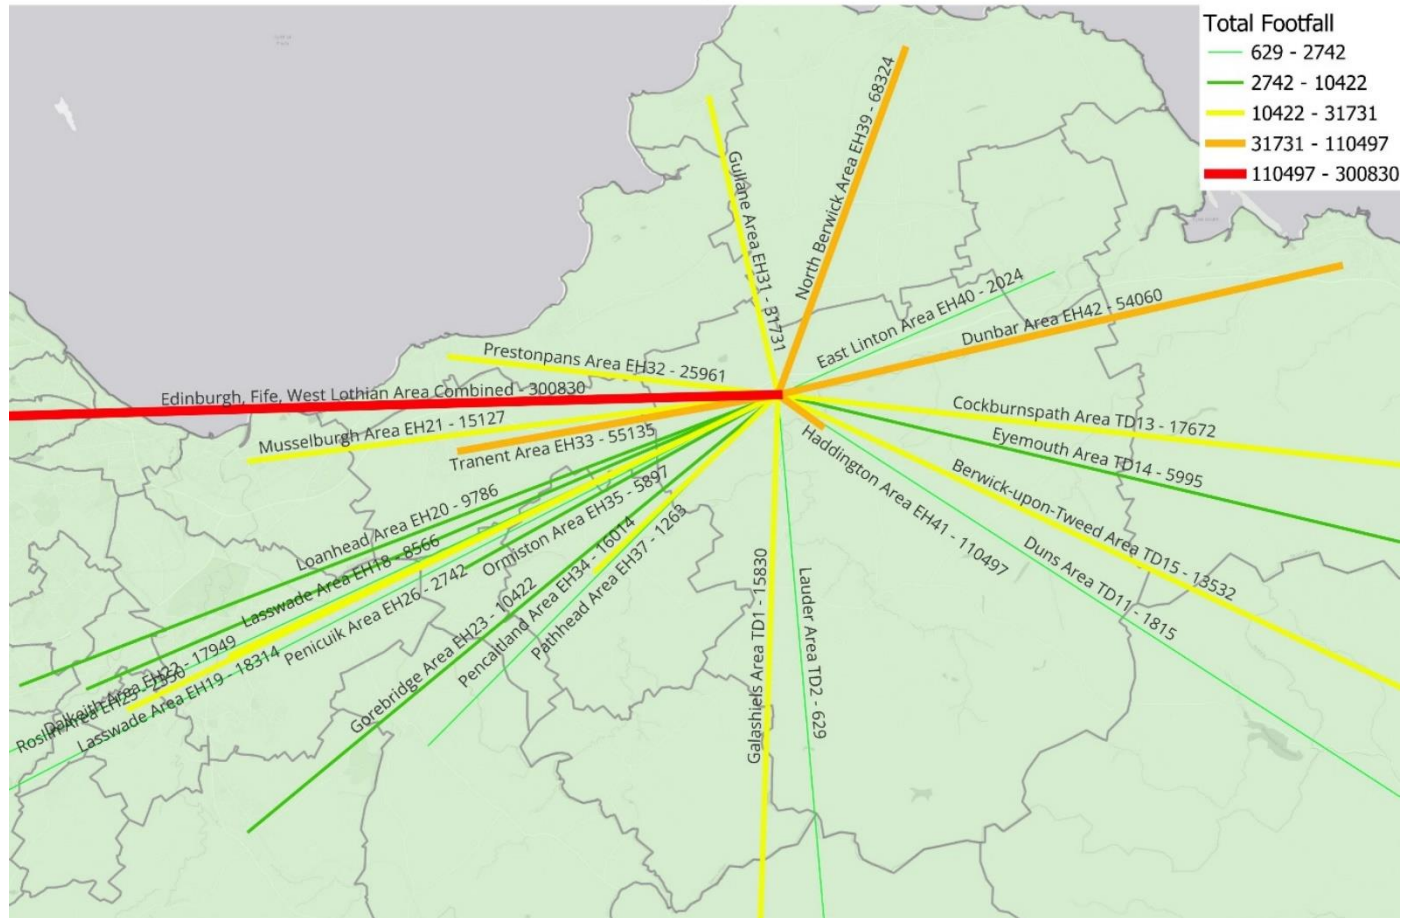 Total Footfall
629 - 2742
2742 - 10422
10422 - 31731
31731 - 110497
110497 - 300830
Gullane Area EH31 - 31731
North Berwick Area EH39 - 68324
East Linton Area EH40 - 2024
Dunbar Area EH42 - 54060
Prestonpans Area EH32 - 25961
Edinburgh, Fife, West Lothian Area Combined - 300830
Musselburgh Area EH21 - 15127
Tranent Area EH33 - 55135
Cockburnspath Area TD13 - 17672
Eyemouth Area TD14 - 5995
Berwick-upon-Tweed Area TD15 - 13532
Haddington Area EH41 - 110497
Duns Area TD11 - 1815
Loanhead Area EH20 - 9786
Lasswade Area EH18 - 8566
Ormiston Area EH35 - 5897
Penicuik Area EH26 - 2742
Dalkeith Area EH22 - 17949
Roslin Area EH25 - 2350
Lasswade Area EH19 - 18314
Gorebridge Area EH23 - 10422
Pencaitland Area EH34 - 16014
Pathhead Area EH37 - 1263
Galashiels Area TD1 - 15830
Lauder Area TD2 - 629